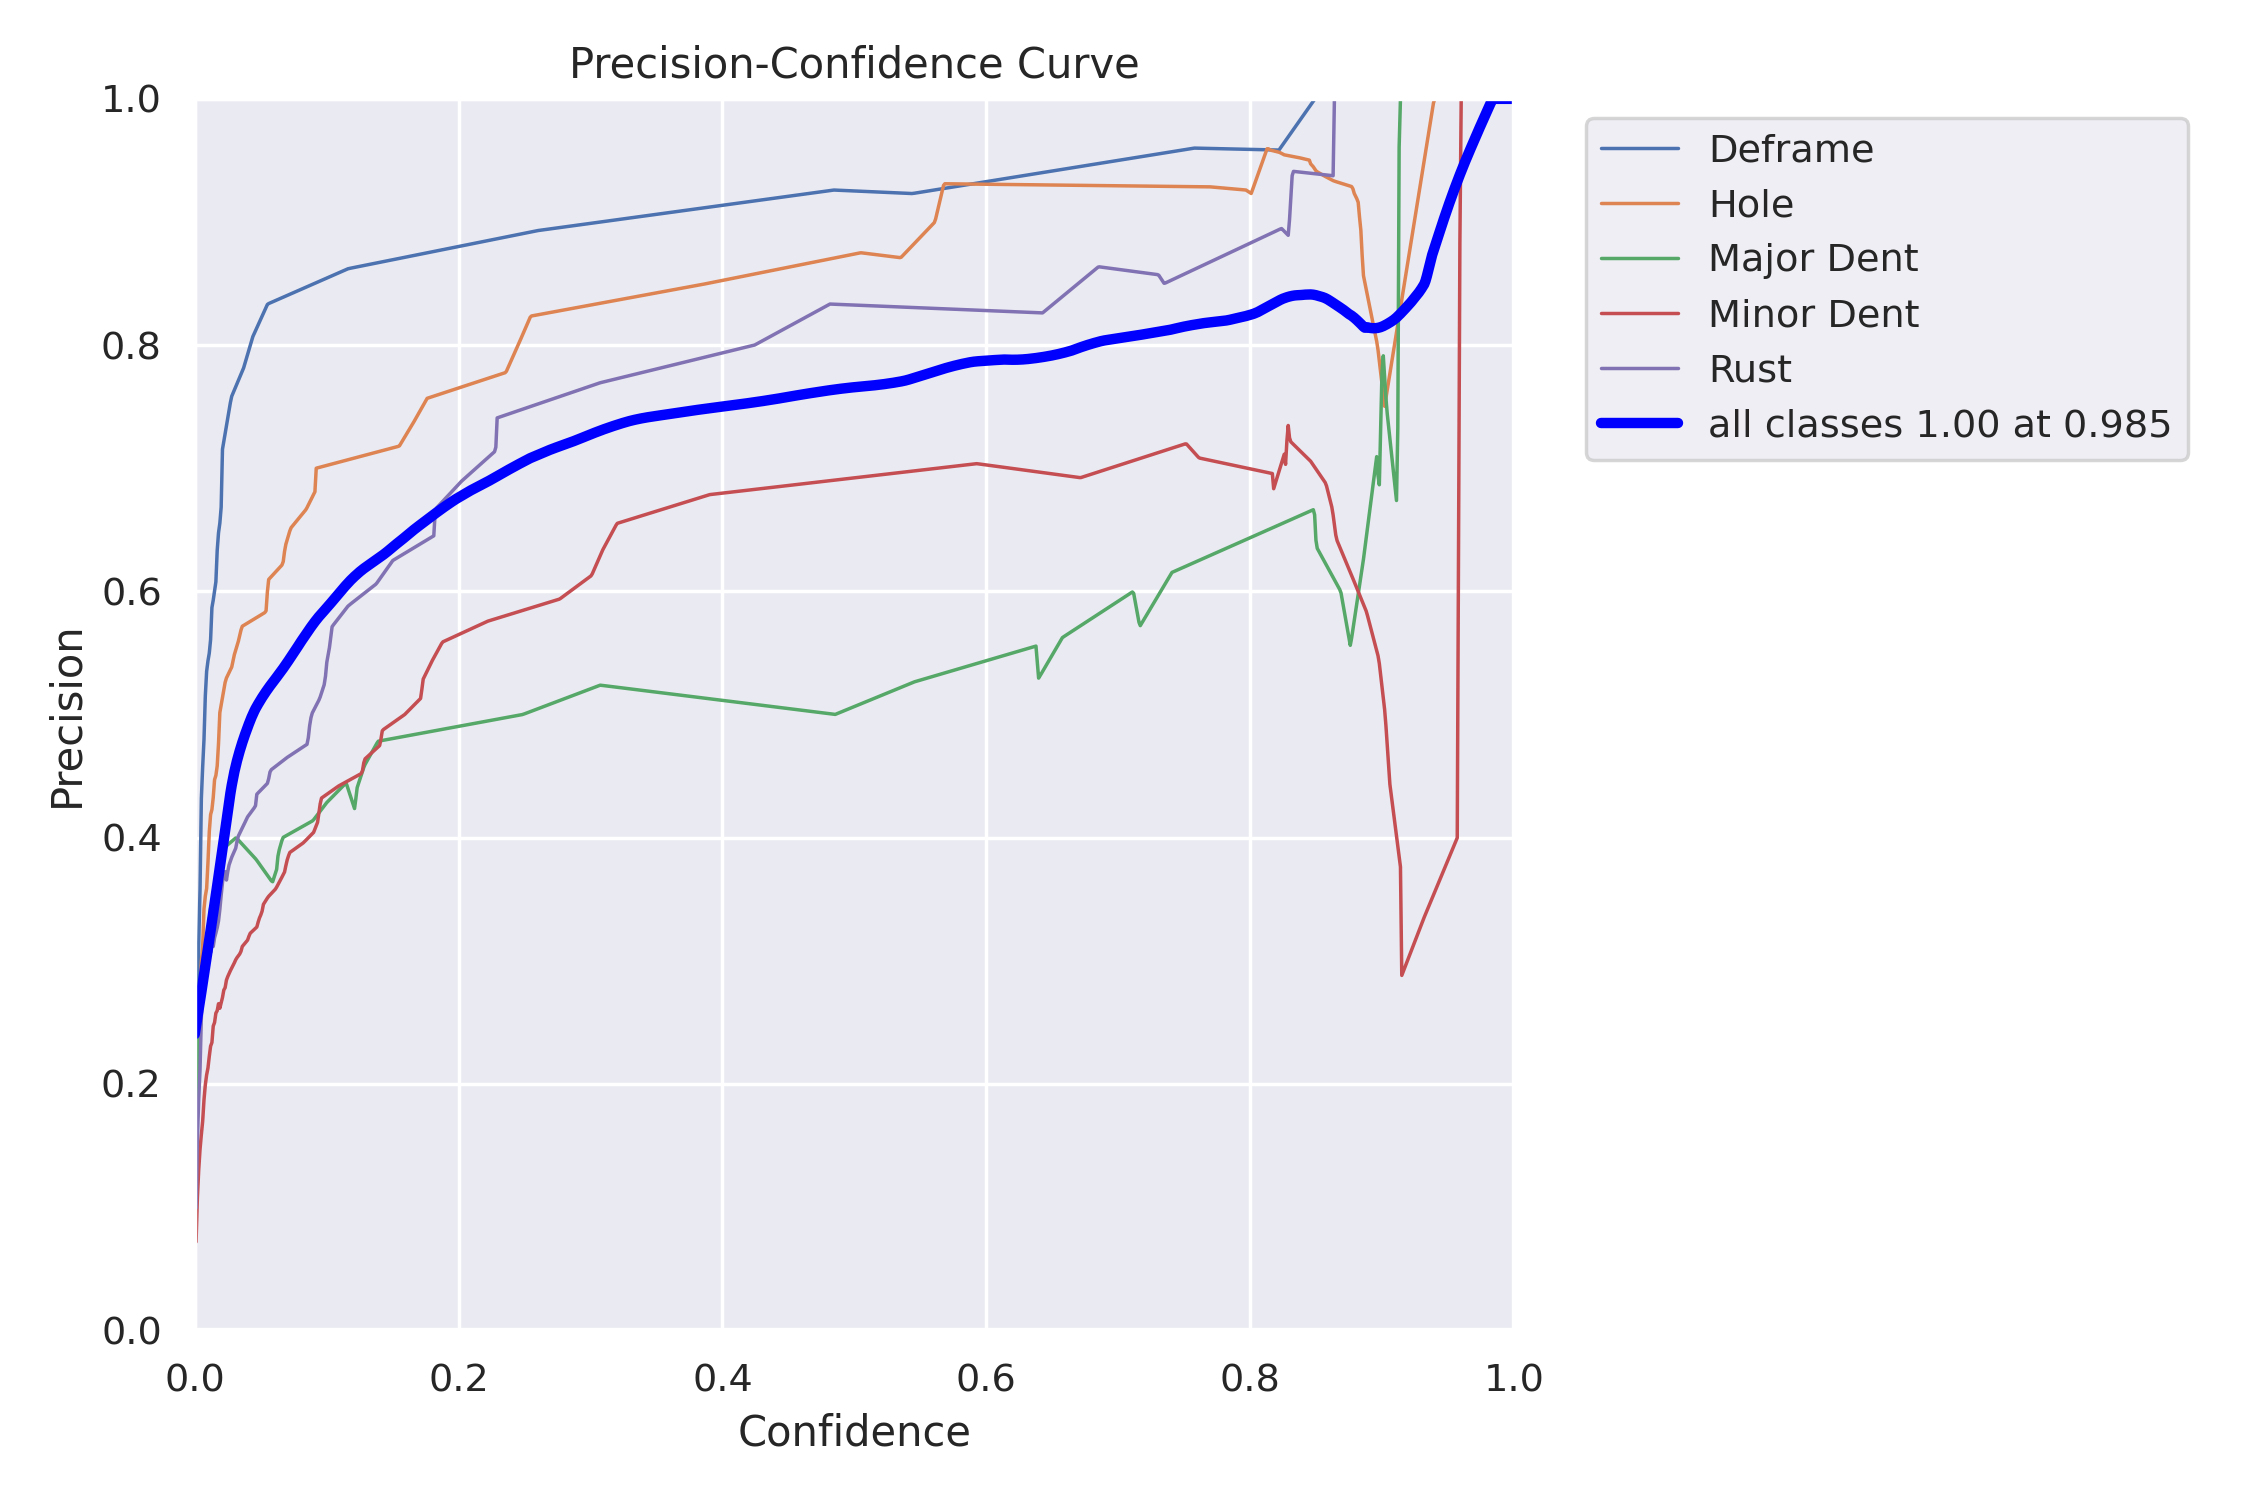 Precision-Confidence Curve
1.0
0.8
0.6
0.4
0.2
0.0
Precision
0.0 0.2 0.4 0.6 0.8 1.0
Confidence
Deframe
Hole
Major Dent
Minor Dent
Rust
all classes 1.00 at 0.985